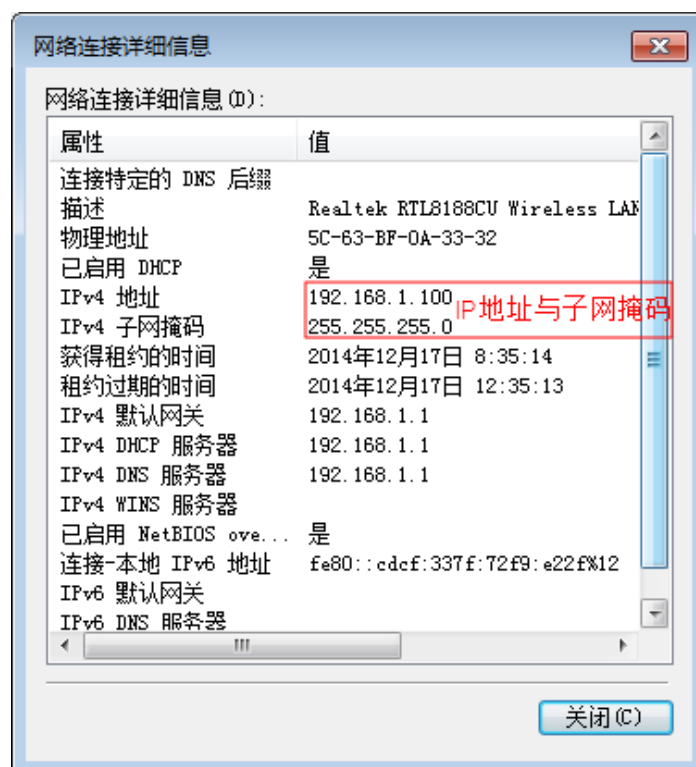 网络连接详细信息
网络连接详细信息(D):
属性 值
连接特定的 DNS 后缀
描述 Realtek RTL8188CU Wireless LAN
物理地址 5C-63-BF-0A-33-32
已启用 DHCP 是
IPv4 地址 192.168.1.100
IP地址与子网掩码
IPv4 子网掩码 255.255.255.0
获得租约的时间 2014年12月17日 8:35:14
租约过期的时间 2014年12月17日 12:35:13
IPv4 默认网关 192.168.1.1
IPv4 DHCP 服务器 192.168.1.1
IPv4 DNS 服务器 192.168.1.1
IPv4 WINS 服务器
已启用 NetBIOS ove... 是
连接-本地 IPv6 地址 fe80::cdcf:337f:72f9:e22f%12
IPv6 默认网关
IPv6 DNS 服务器
关闭(C)